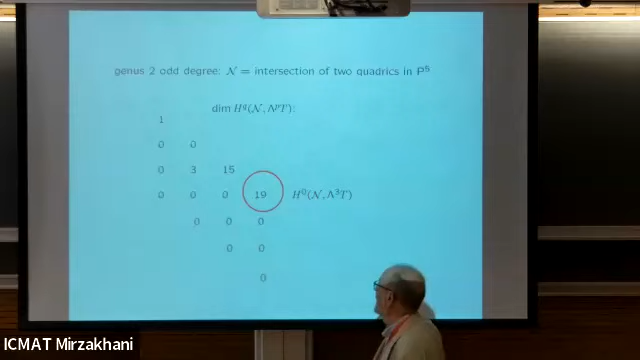 genus 2 odd degree: 𝒩 = intersection of two quadrics in P⁵
dim H^q(𝒩, Λ^pT):
1
0 0
0 3 15
0 0 0 19 H⁰(𝒩, Λ³T)
0 0 0
0 0
0
ICMAT Mirzakhani